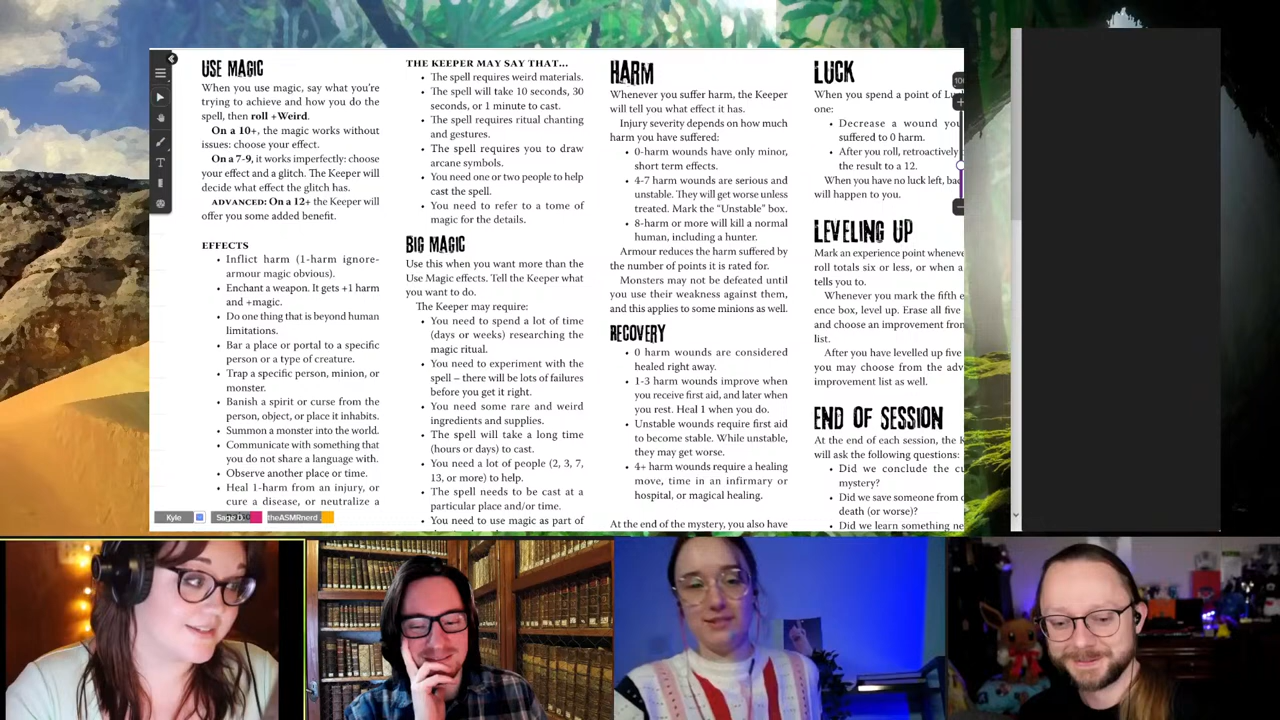 USE MAGIC
When you use magic, say what you're
trying to achieve and how you do the
spell, then roll +Weird.
On a 10+, the magic works without
issues: choose your effect.
On a 7-9, it works imperfectly: choose
your effect and a glitch. The Keeper will
decide what effect the glitch has.
ADVANCED: On a 12+ the Keeper will
offer you some added benefit.
EFFECTS
• Inflict harm (1-harm ignore-
armour magic obvious).
• Enchant a weapon. It gets +1 harm
and +magic.
• Do one thing that is beyond human
limitations.
• Bar a place or portal to a specific
person or a type of creature.
• Trap a specific person, minion, or
monster.
• Banish a spirit or curse from the
person, object, or place it inhabits.
• Summon a monster into the world.
• Communicate with something that
you do not share a language with.
• Observe another place or time.
• Heal 1-harm from an injury, or
cure a disease, or neutralize a
THE KEEPER MAY SAY THAT...
• The spell requires weird materials.
• The spell will take 10 seconds, 30
seconds, or 1 minute to cast.
• The spell requires ritual chanting
and gestures.
• The spell requires you to draw
arcane symbols.
• You need one or two people to help
cast the spell.
• You need to refer to a tome of
magic for the details.
BIG MAGIC
Use this when you want more than the
Use Magic effects. Tell the Keeper what
you want to do.
The Keeper may require:
• You need to spend a lot of time
(days or weeks) researching the
magic ritual.
• You need to experiment with the
spell – there will be lots of failures
before you get it right.
• You need some rare and weird
ingredients and supplies.
• The spell will take a long time
(hours or days) to cast.
• You need a lot of people (2, 3, 7,
13, or more) to help.
• The spell needs to be cast at a
particular place and/or time.
• You need to use magic as part of
HARM
Whenever you suffer harm, the Keeper
will tell you what effect it has.
Injury severity depends on how much
harm you have suffered:
• 0-harm wounds have only minor,
short term effects.
• 4-7 harm wounds are serious and
unstable. They will get worse unless
treated. Mark the "Unstable" box.
• 8-harm or more will kill a normal
human, including a hunter.
Armour reduces the harm suffered by
the number of points it is rated for.
Monsters may not be defeated until
you use their weakness against them,
and this applies to some minions as well.
RECOVERY
• 0 harm wounds are considered
healed right away.
• 1-3 harm wounds improve when
you receive first aid, and later when
you rest. Heal 1 when you do.
• Unstable wounds require first aid
to become stable. While unstable,
they may get worse.
• 4+ harm wounds require a healing
move, time in an infirmary or
hospital, or magical healing.
At the end of the mystery, you also have
LUCK
When you spend a point of Lu
one:
• Decrease a wound you
suffered to 0 harm.
• After you roll, retroactively
the result to a 12.
When you have no luck left, bad
will happen to you.
LEVELING UP
Mark an experience point whenever
roll totals six or less, or when a
tells you to.
Whenever you mark the fifth e
ence box, level up. Erase all five
and choose an improvement from
list.
After you have levelled up five
you may choose from the adv
improvement list as well.
END OF SESSION
At the end of each session, the K
will ask the following questions:
• Did we conclude the cu
mystery?
• Did we save someone from c
death (or worse)?
• Did we learn something ne
Kyle
Sage D.
theASMRnerd